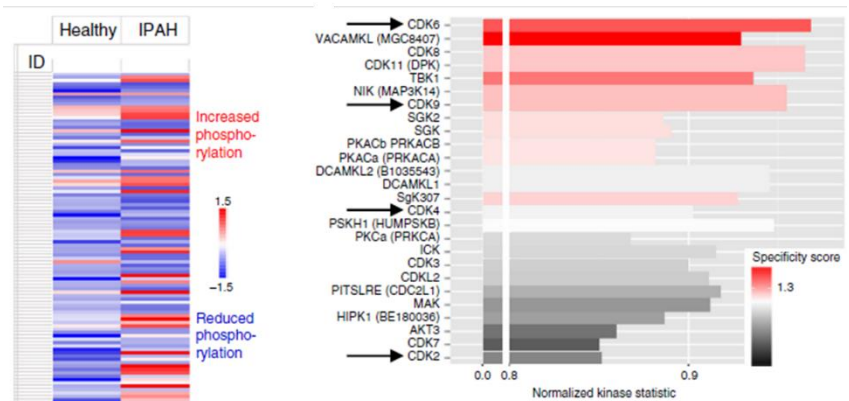 Healthy IPAH
ID
Increased
phospho-
rylation
1.5
−1.5
Reduced
phospho-
rylation
CDK6
VACAMKL (MGC8407)
CDK8
CDK11 (DPK)
TBK1
NIK (MAP3K14)
CDK9
SGK2
SGK
PKACb PRKACB
PKACa (PRKACA)
DCAMKL2 (B1035543)
DCAMKL1
SgK307
CDK4
PSKH1 (HUMPSKB)
PKCa (PRKCA)
ICK
CDK3
CDKL2
PITSLRE (CDC2L1)
MAK
HIPK1 (BE180036)
AKT3
CDK7
CDK2
0.0 0.8 0.9
Normalized kinase statistic
Specificity score
1.3